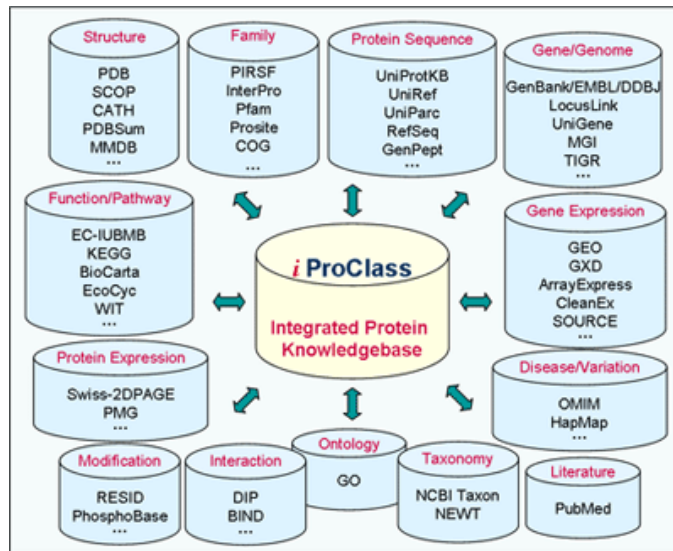 Structure
PDB
SCOP
CATH
PDBSum
MMDB
...
Family
PIRSF
InterPro
Pfam
Prosite
COG
...
Protein Sequence
UniProtKB
UniRef
UniParc
RefSeq
GenPept
...
Gene/Genome
GenBank/EMBL/DDBJ
LocusLink
UniGene
MGI
TIGR
...
Function/Pathway
EC-IUBMB
KEGG
BioCarta
EcoCyc
WIT
...
i ProClass
Integrated Protein
Knowledgebase
Gene Expression
GEO
GXD
ArrayExpress
CleanEx
SOURCE
...
Protein Expression
Swiss-2DPAGE
PMG
...
Disease/Variation
OMIM
HapMap
...
Modification
RESID
PhosphoBase
...
Interaction
DIP
BIND
...
Ontology
GO
Taxonomy
NCBI Taxon
NEWT
Literature
PubMed